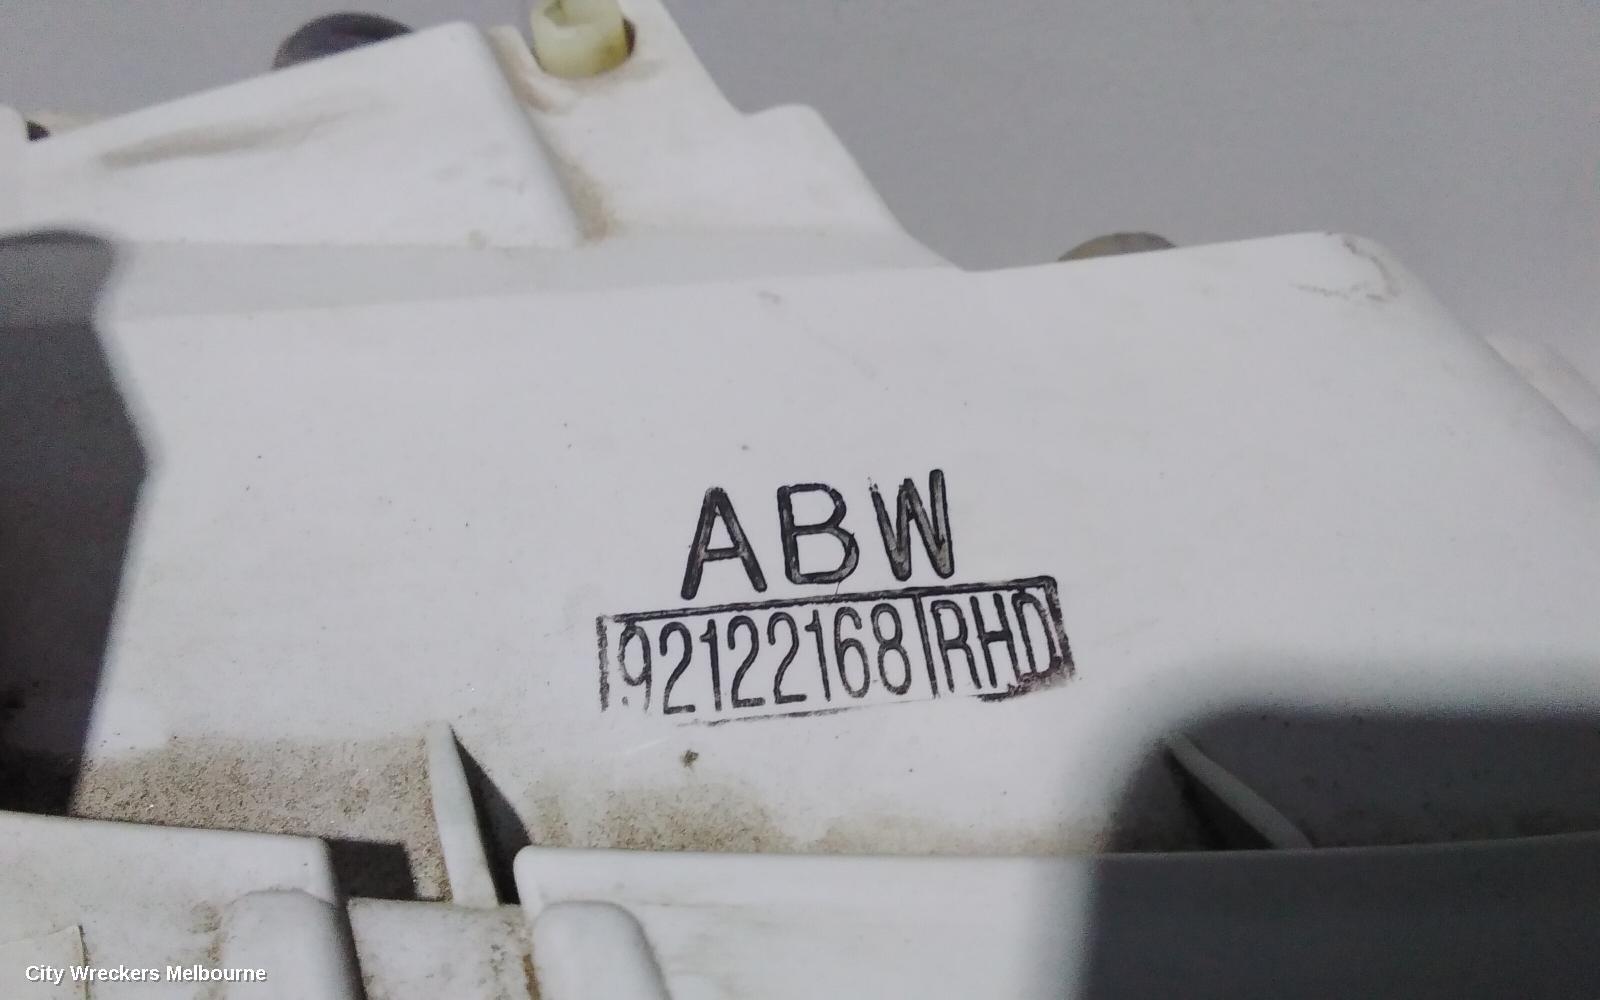 ABW
92122168 RHD
City Wreckers Melbourne